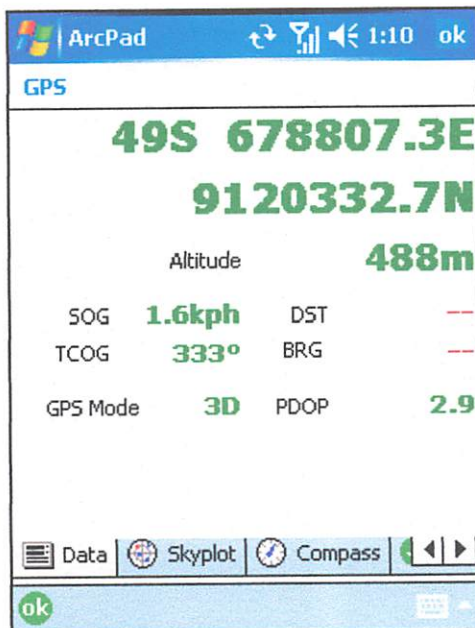 ArcPad 1:10 ok
GPS
49S 678807.3E
9120332.7N
Altitude 488m
SOG 1.6kph DST --
TCOG 333° BRG --
GPS Mode 3D PDOP 2.9
Data Skyplot Compass
ok